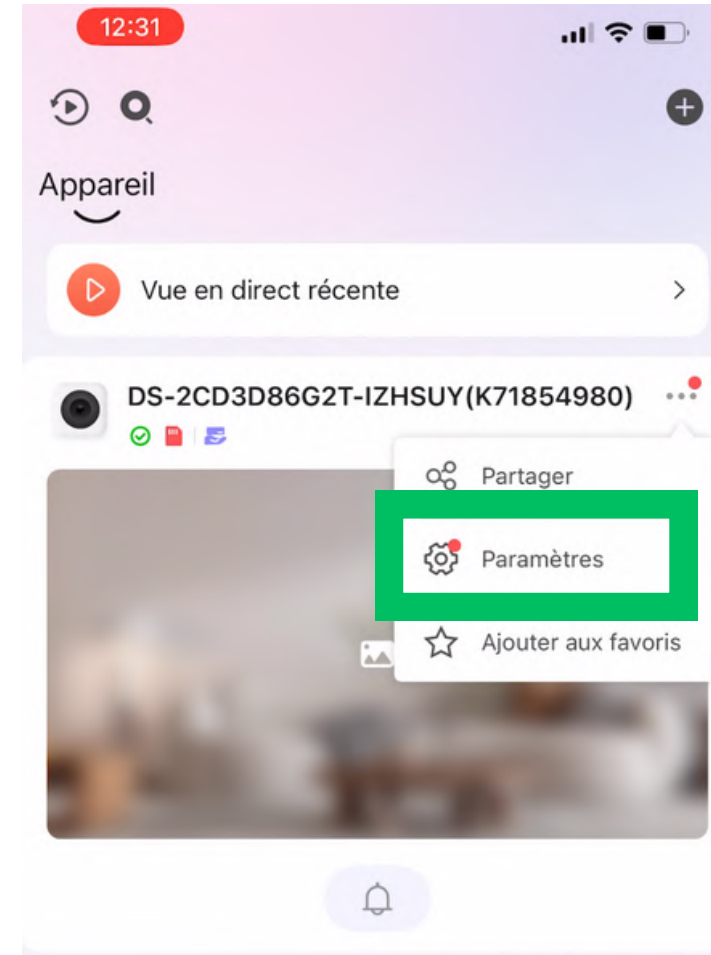 12:31
Appareil
Vue en direct récente
DS-2CD3D86G2T-IZHSUY(K71854980)
Partager
Paramètres
Ajouter aux favoris